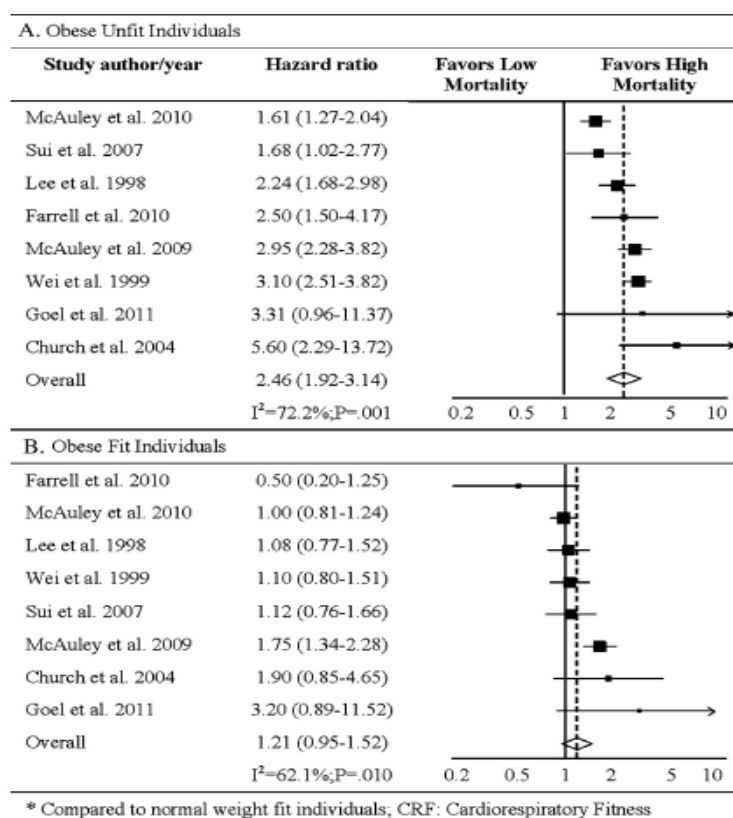 A. Obese Unfit Individuals
Study author/year Hazard ratio Favors Low Mortality Favors High Mortality
McAuley et al. 2010 1.61 (1.27-2.04)
Sui et al. 2007 1.68 (1.02-2.77)
Lee et al. 1998 2.24 (1.68-2.98)
Farrell et al. 2010 2.50 (1.50-4.17)
McAuley et al. 2009 2.95 (2.28-3.82)
Wei et al. 1999 3.10 (2.51-3.82)
Goel et al. 2011 3.31 (0.96-11.37)
Church et al. 2004 5.60 (2.29-13.72)
Overall 2.46 (1.92-3.14)
I²=72.2%;P=.001 0.2 0.5 1 2 5 10
B. Obese Fit Individuals
Farrell et al. 2010 0.50 (0.20-1.25)
McAuley et al. 2010 1.00 (0.81-1.24)
Lee et al. 1998 1.08 (0.77-1.52)
Wei et al. 1999 1.10 (0.80-1.51)
Sui et al. 2007 1.12 (0.76-1.66)
McAuley et al. 2009 1.75 (1.34-2.28)
Church et al. 2004 1.90 (0.85-4.65)
Goel et al. 2011 3.20 (0.89-11.52)
Overall 1.21 (0.95-1.52)
I²=62.1%;P=.010 0.2 0.5 1 2 5 10
* Compared to normal weight fit individuals; CRF: Cardiorespiratory Fitness